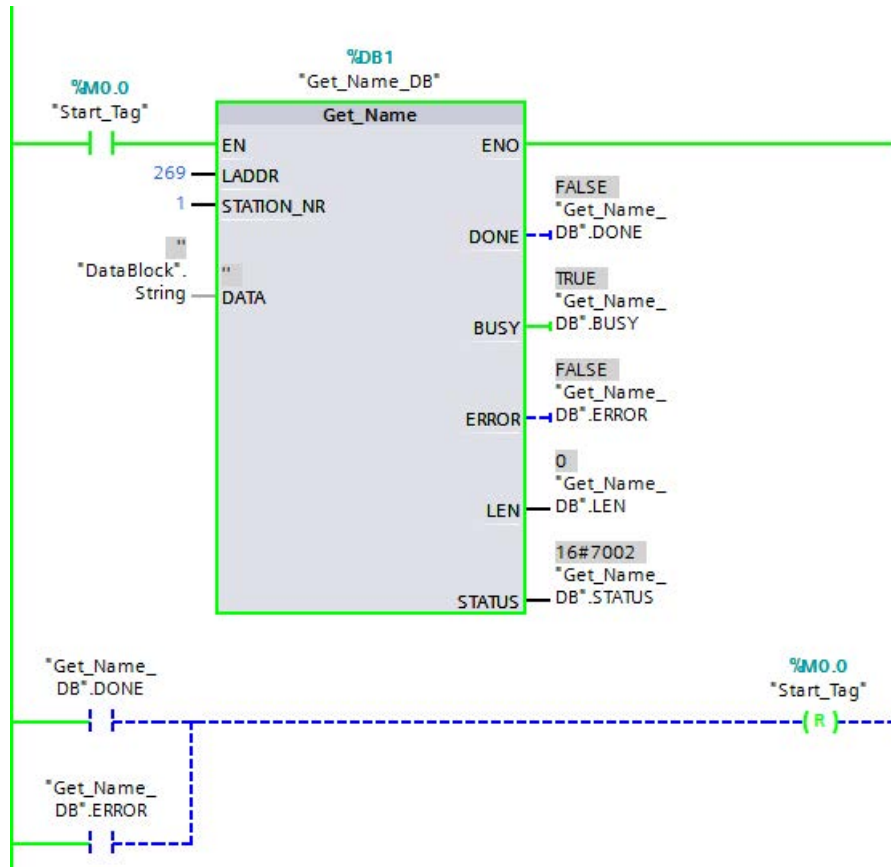 %DB1
"Get_Name_DB"
%M0.0
"Start_Tag"
Get_Name
EN
ENO
269
LADDR
1
STATION_NR
FALSE
"Get_Name_
DB".DONE
DONE
''
"DataBlock".
String
''
DATA
TRUE
"Get_Name_
DB".BUSY
BUSY
FALSE
"Get_Name_
DB".ERROR
ERROR
0
"Get_Name_
DB".LEN
LEN
16#7002
"Get_Name_
DB".STATUS
STATUS
"Get_Name_
DB".DONE
%M0.0
"Start_Tag"
R
"Get_Name_
DB".ERROR